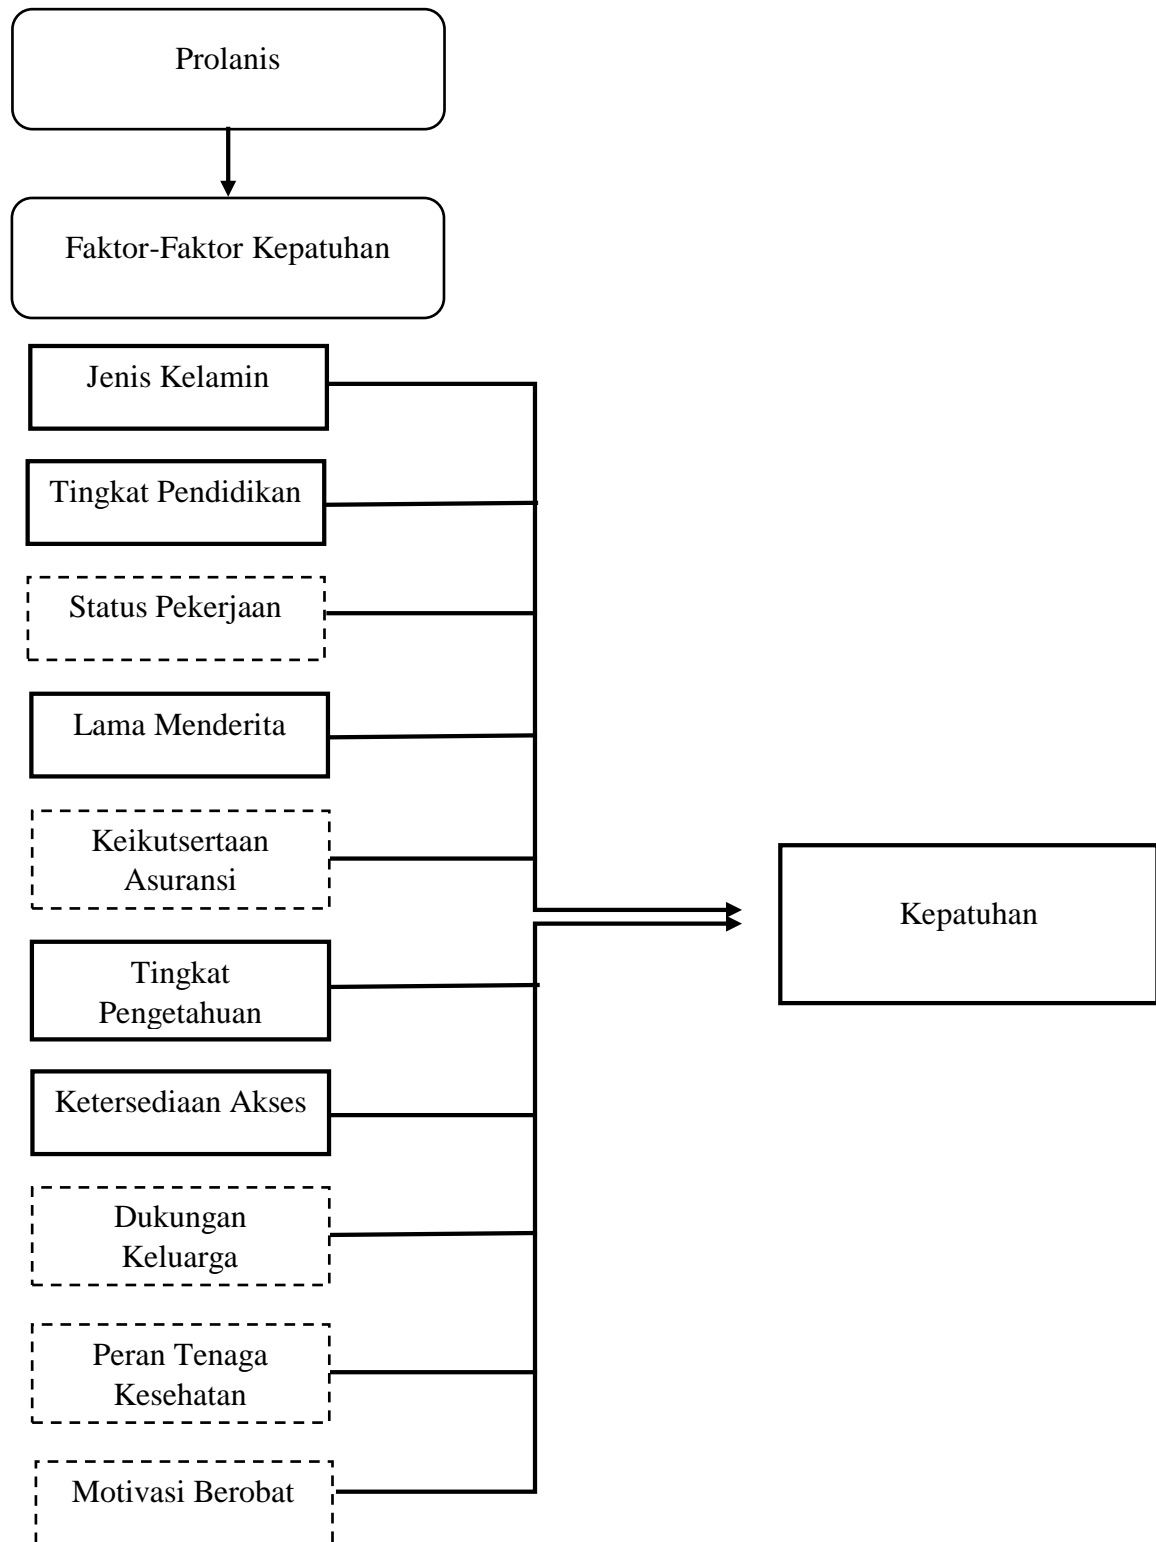 Prolanis
Faktor-Faktor Kepatuhan
Jenis Kelamin
Tingkat Pendidikan
Status Pekerjaan
Lama Menderita
Keikutsertaan
Asuransi
Tingkat
Pengetahuan
Ketersediaan Akses
Dukungan
Keluarga
Peran Tenaga
Kesehatan
Motivasi Berobat
Kepatuhan